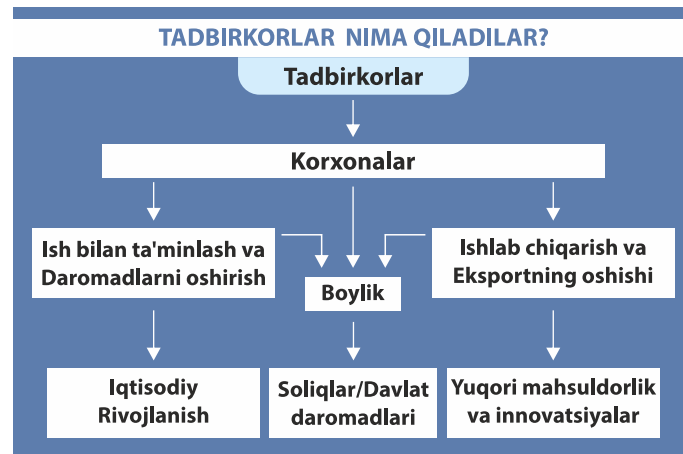 TADBIRKORLAR NIMA QILADILAR?
Tadbirkorlar
Korxonalar
Ish bilan ta'minlash va
Daromadlarni oshirish
Boylik
Ishlab chiqarish va
Eksportning oshishi
Iqtisodiy
Rivojlanish
Soliqlar/Davlat
daromadlari
Yuqori mahsuldorlik
va innovatsiyalar